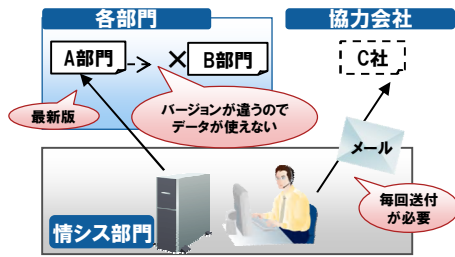 各部門
協力会社
A部門
B部門
C社
最新版
バージョンが違うので
データが使えない
メール
毎回送付
が必要
情シス部門